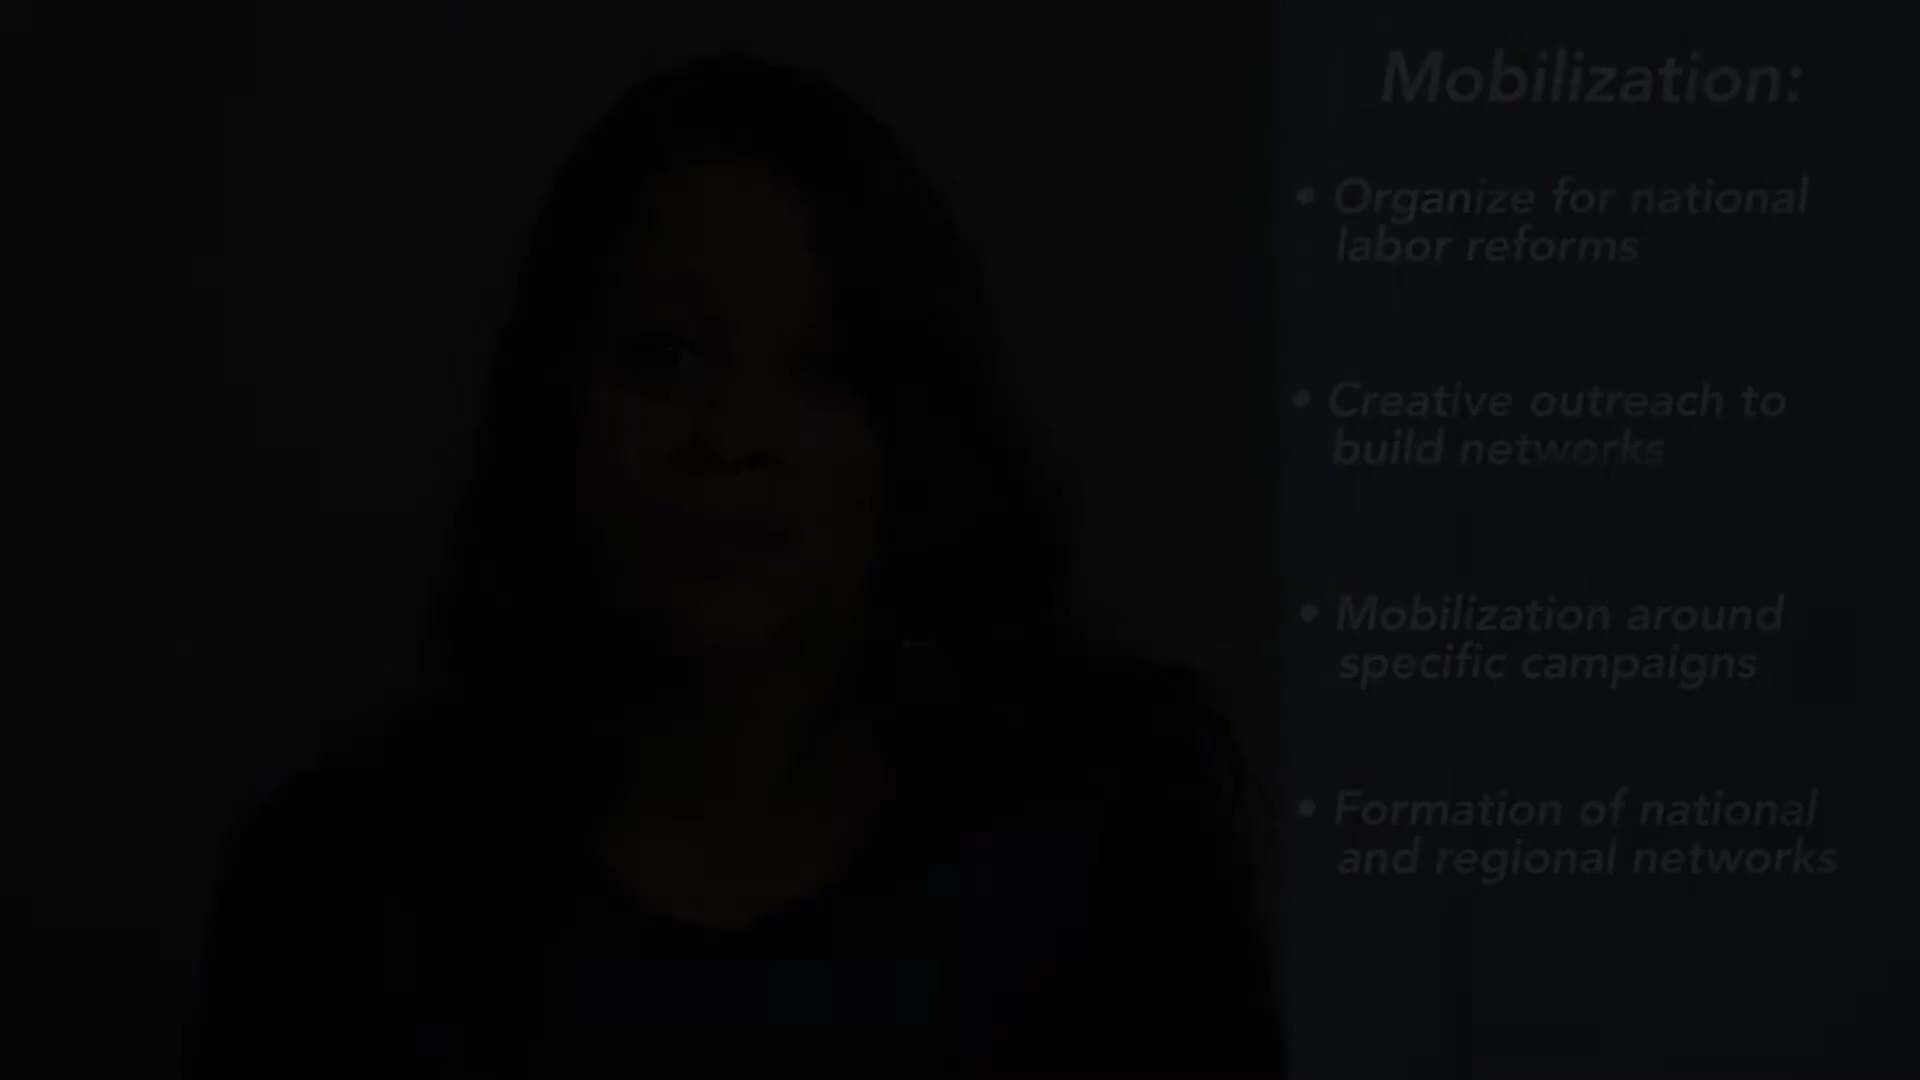 Mobilization:
• Organize for national
labor reforms
• Creative outreach to
build networks
• Mobilization around
specific campaigns
• Formation of national
and regional networks